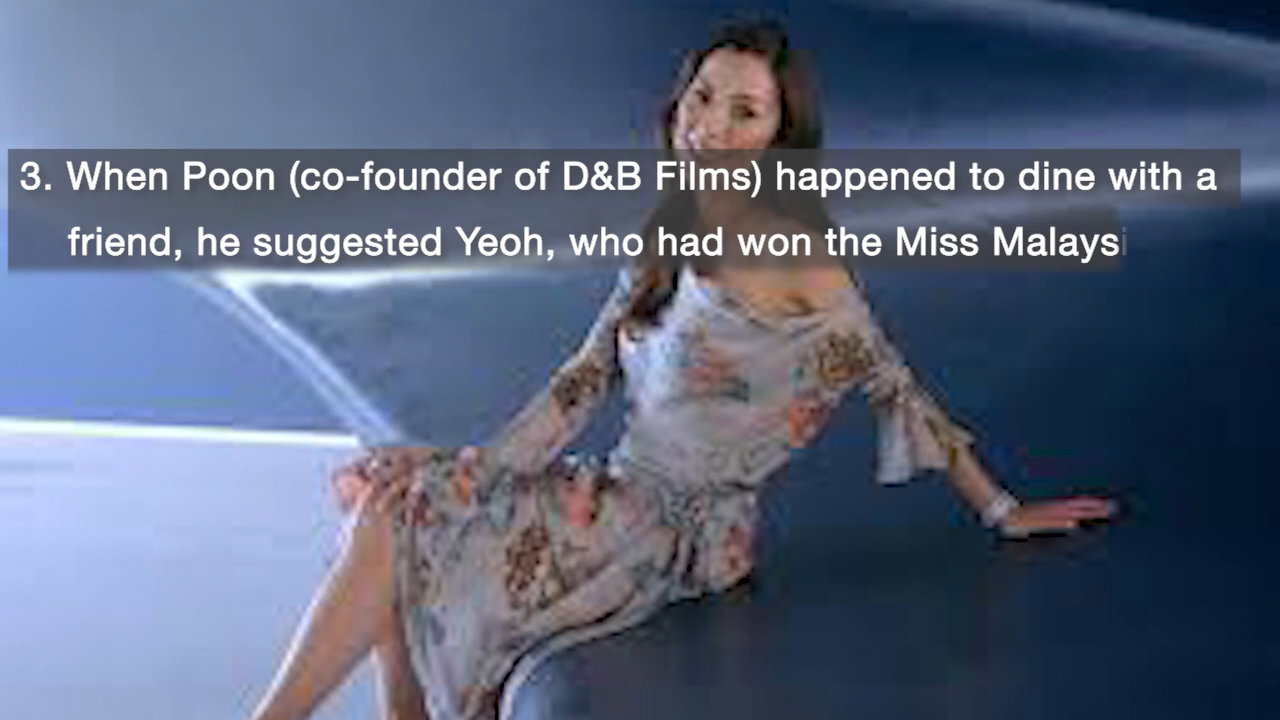 3. When Poon (co-founder of D&B Films) happened to dine with a
friend, he suggested Yeoh, who had won the Miss Malaysi